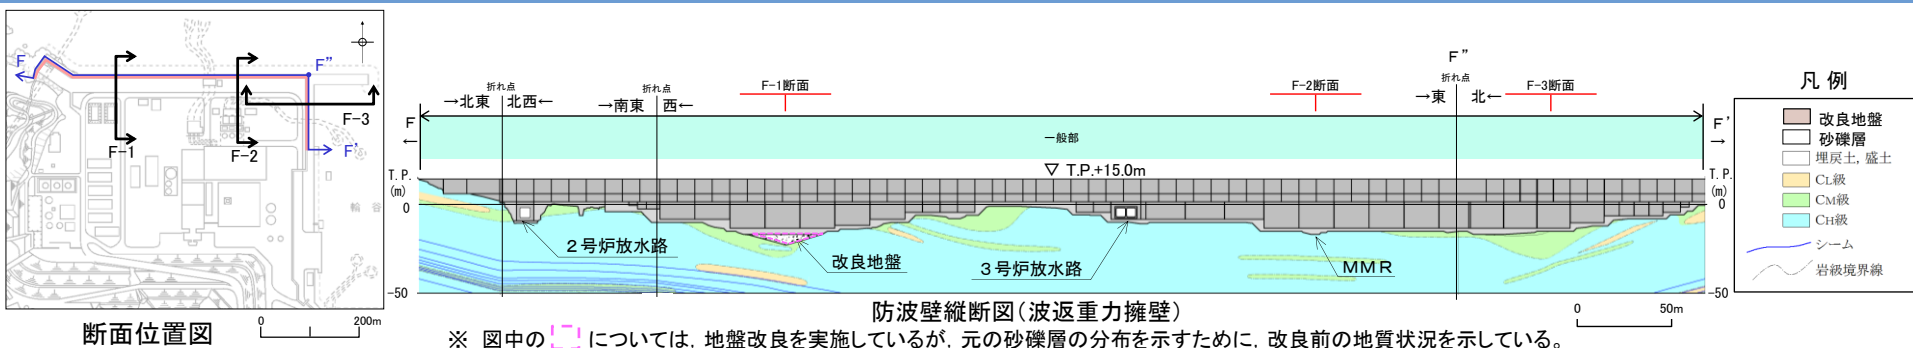 F
F"
F'
F-1
F-2
F-3
輪谷
断面位置図
0 200m
F"
折れ点 折れ点 F-1断面 F-2断面 折れ点 F-3断面
→北東 北西← →南東 西← →東 北←
F F'
← →
一般部
▽ T.P.+15.0m
T.P. T.P.
(m) (m)
0 0
2号炉放水路 改良地盤 3号炉放水路 MMR
-50 -50
防波壁縦断図(波返重力擁壁)
0 50m
※ 図中の については,地盤改良を実施しているが,元の砂礫層の分布を示すために,改良前の地質状況を示している。
凡例
改良地盤
砂礫層
埋戻土,盛土
CL級
CM級
CH級
シーム
岩級境界線